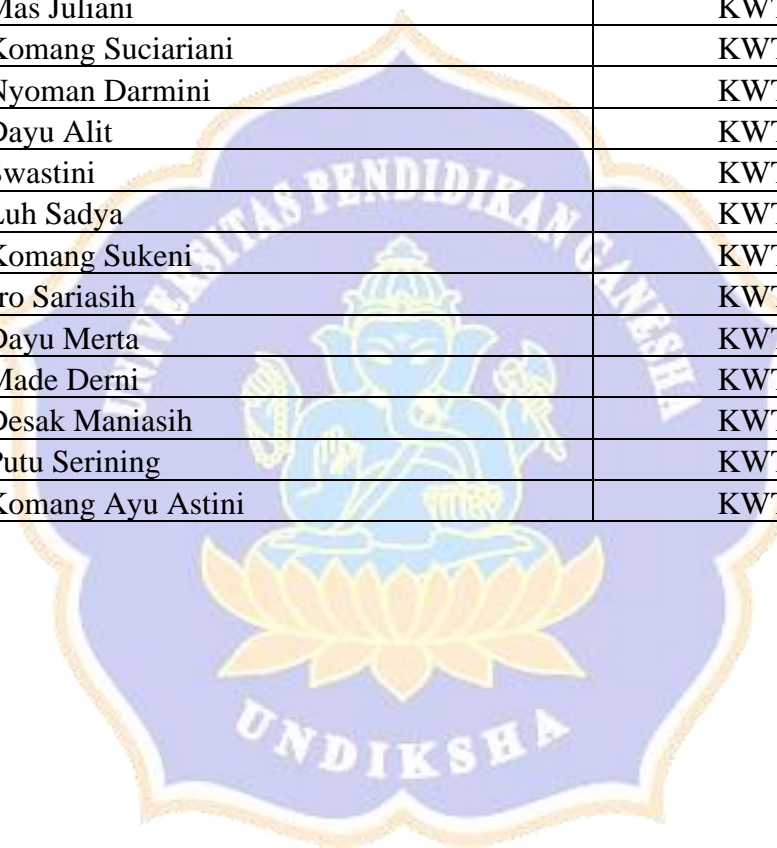 Mas Juliani KWT
Komang Suciariani KWT
Nyoman Darmini KWT
Dayu Alit KWT
Swastini KWT
Luh Sadya KWT
Komang Sukeni KWT
ro Sariasih KWT
Dayu Merta KWT
Made Derni KWT
Desak Maniasih KWT
Putu Serining KWT
Komang Ayu Astini KWT
UNIVERSITAS PENDIDIKAN GANESHA
UNDIKSHA